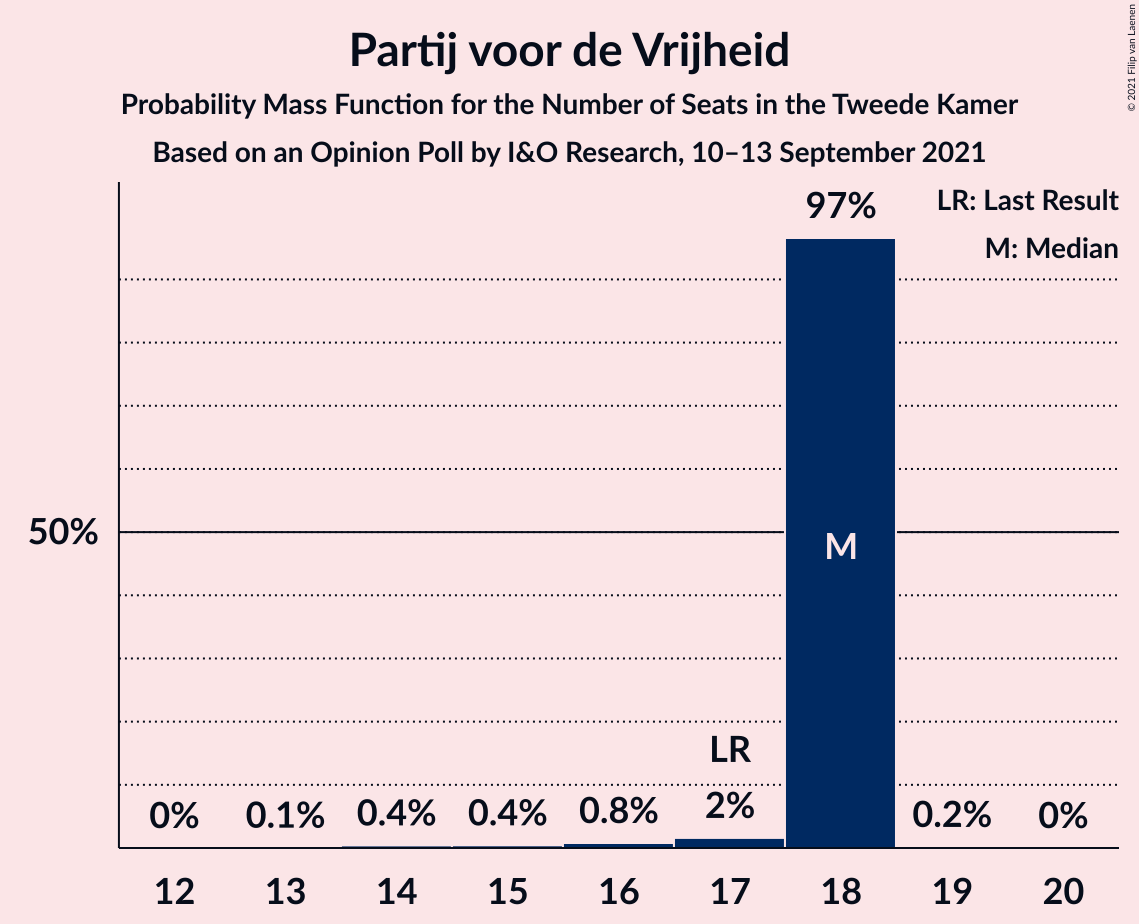 Partij voor de Vrijheid
Probability Mass Function for the Number of Seats in the Tweede Kamer
Based on an Opinion Poll by I&O Research, 10–13 September 2021
© 2021 Filip van Laenen
LR: Last Result
M: Median
97%
50%
M
LR
0%
0.1%
0.4%
0.4%
0.8%
2%
0.2%
0%
12
13
14
15
16
17
18
19
20